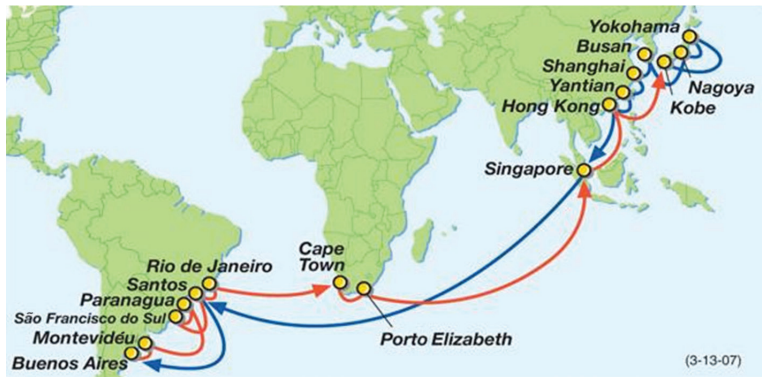 Yokohama
Busan
Shanghai
Yantian
Hong Kong
Nagoya
Kobe
Singapore
Cape
Town
Rio de Janeiro
Santos
Paranagua
São Francisco do Sul
Montevidéu
Buenos Aires
Porto Elizabeth
(3-13-07)